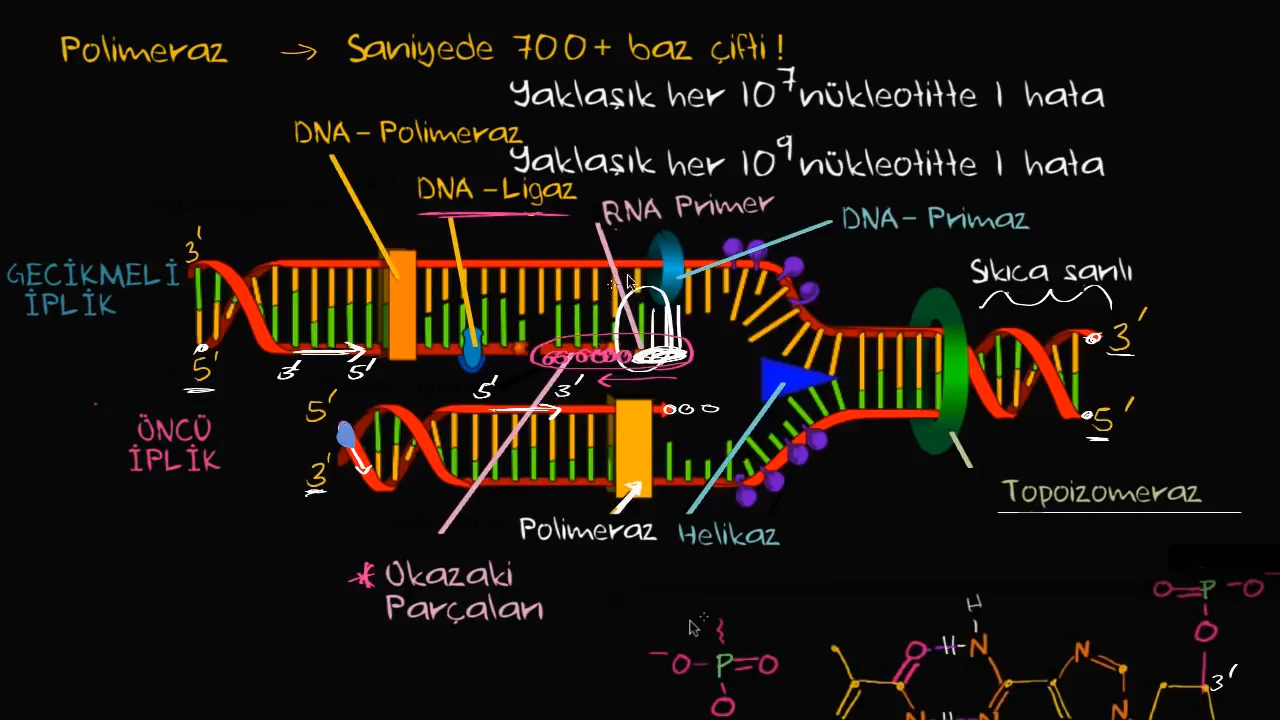 Polimeraz → Saniyede 700+ baz çifti!
Yaklaşık her 10⁷ nükleotitte 1 hata
DNA-Polimeraz
Yaklaşık her 10⁹ nükleotitte 1 hata
DNA-Ligaz
RNA Primer
DNA-Primaz
3'
GECİKMELİ
İPLİK
Sıkıca sarılı
3'
5'
3' 5'
5' 3'
5'
ÖNCÜ
İPLİK
5'
3'
Topoizomeraz
Polimeraz
Helikaz
* Okazaki
Parçaları
O=P-O⁻
H
O
O-H-N
N
⁻O-P=O
3'
O
N
H
N